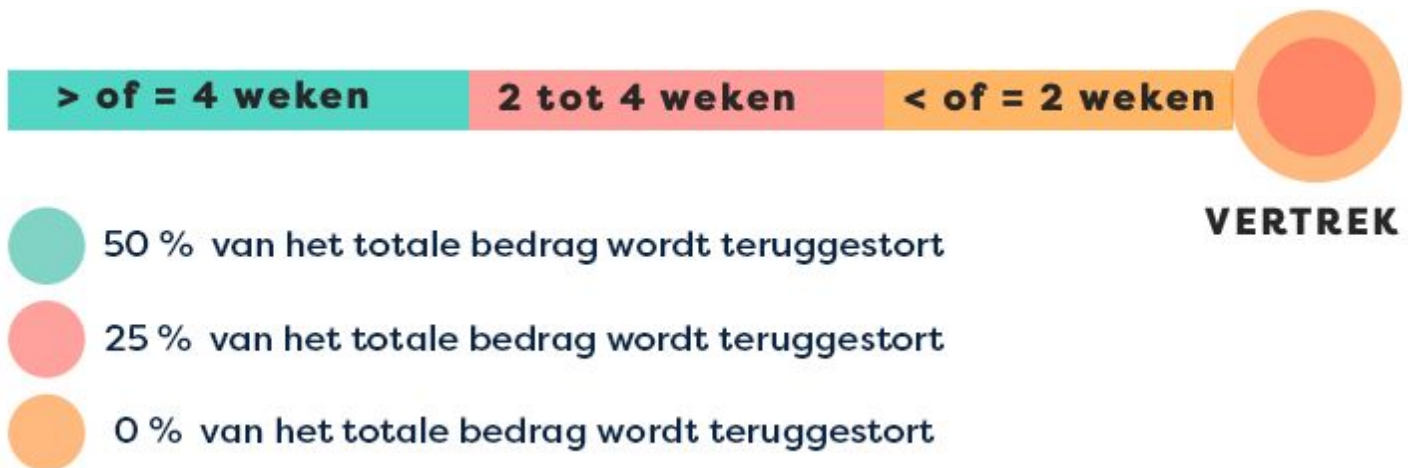 > of = 4 weken 2 tot 4 weken < of = 2 weken
VERTREK
50 % van het totale bedrag wordt teruggestort
25 % van het totale bedrag wordt teruggestort
0 % van het totale bedrag wordt teruggestort